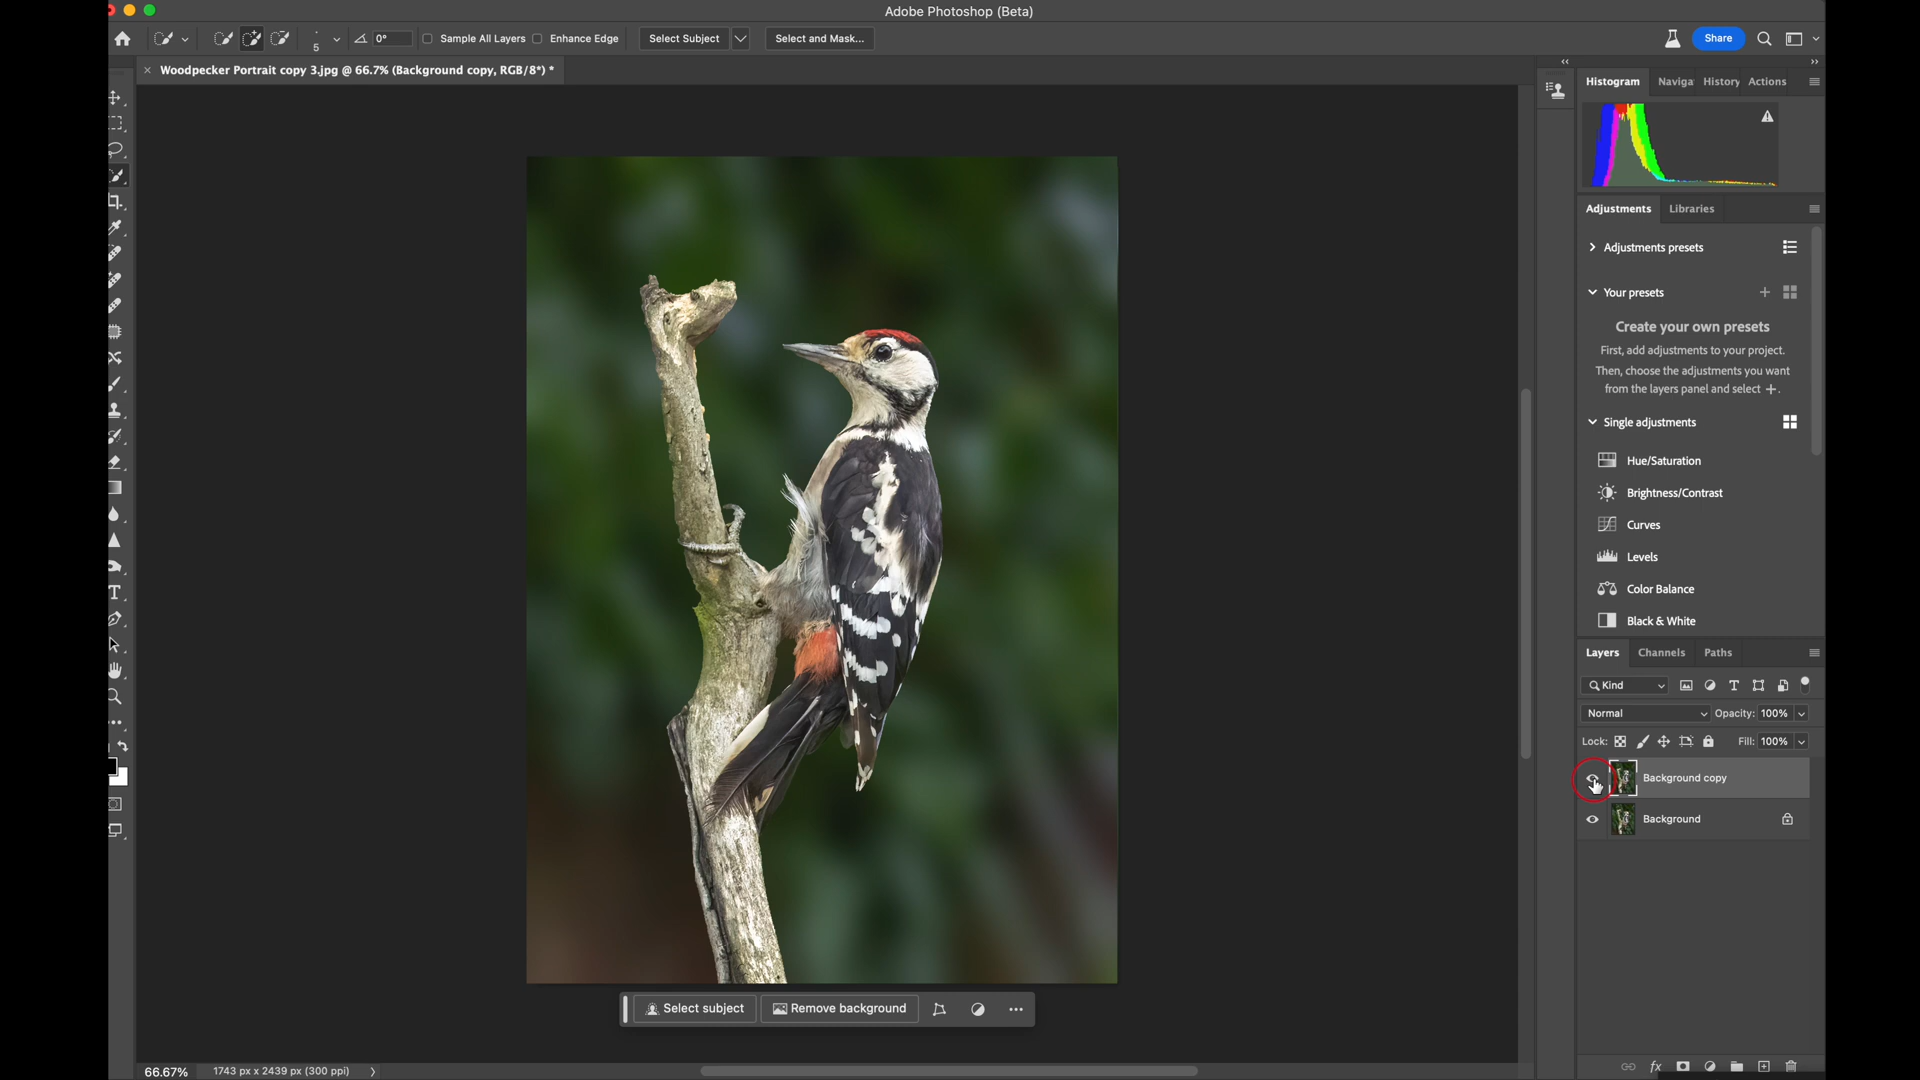 Adobe Photoshop (Beta)
5
0°
Sample All Layers
Enhance Edge
Select Subject
Select and Mask...
Share
Woodpecker Portrait copy 3.jpg @ 66.7% (Background copy, RGB/8*) *
Histogram
Naviga
History
Actions
Adjustments
Libraries
Adjustments presets
Your presets
Create your own presets
First, add adjustments to your project.
Then, choose the adjustments you want
from the layers panel and select +.
Single adjustments
Hue/Saturation
Brightness/Contrast
Curves
Levels
Color Balance
Black & White
Layers
Channels
Paths
Kind
Normal
Opacity: 100%
Lock:
Fill: 100%
Background copy
Background
Select subject
Remove background
66.67%
1743 px x 2439 px (300 ppi)